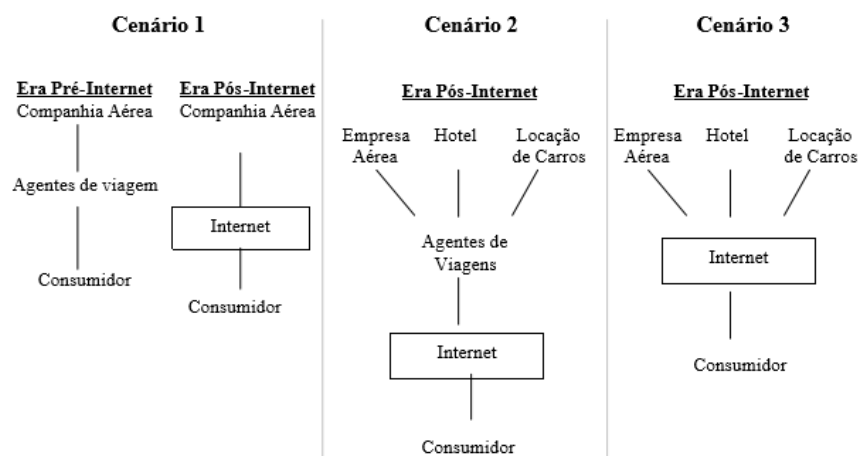 Cenário 1
Era Pré-Internet
Companhia Aérea
Agentes de viagem
Consumidor
Era Pós-Internet
Companhia Aérea
Internet
Consumidor
Cenário 2
Era Pós-Internet
Empresa
Aérea
Hotel
Locação
de Carros
Agentes de
Viagens
Internet
Consumidor
Cenário 3
Era Pós-Internet
Empresa
Aérea
Hotel
Locação
de Carros
Internet
Consumidor